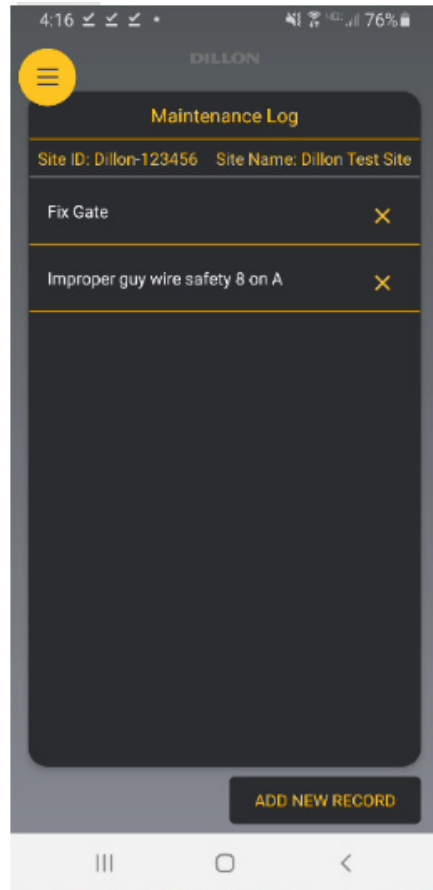 4:16 76%
DILLON
Maintenance Log
Site ID: Dillon-123456 Site Name: Dillon Test Site
Fix Gate
Improper guy wire safety 8 on A
ADD NEW RECORD